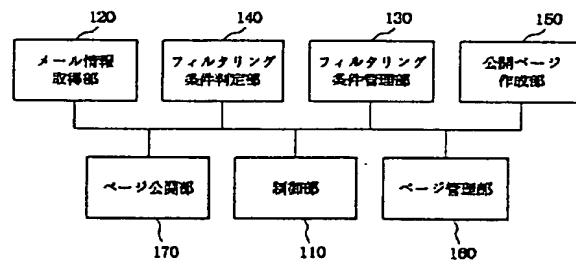 120
140
130
150
メール情報
取得部
フィルタリング
条件判定部
フィルタリング
条件管理部
公開ページ
作成部
ページ公開部
制御部
ページ管理部
170
110
160